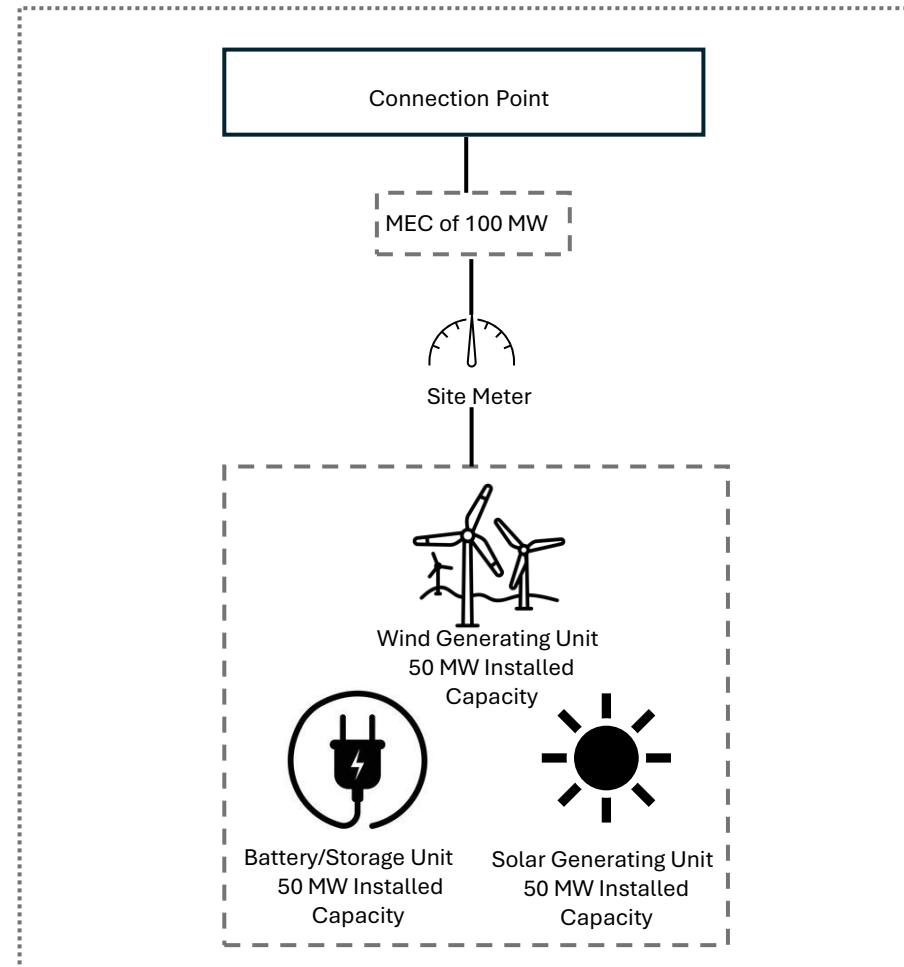 Connection Point
MEC of 100 MW
Site Meter
Wind Generating Unit
50 MW Installed
Capacity
Battery/Storage Unit
50 MW Installed
Capacity
Solar Generating Unit
50 MW Installed
Capacity